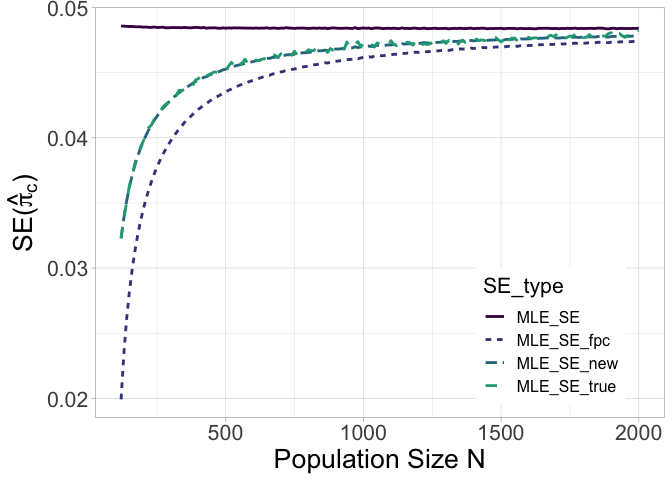 0.05
0.04
0.03
0.02
SE(π̂c)
500
1000
1500
2000
Population Size N
SE_type
MLE_SE
MLE_SE_fpc
MLE_SE_new
MLE_SE_true